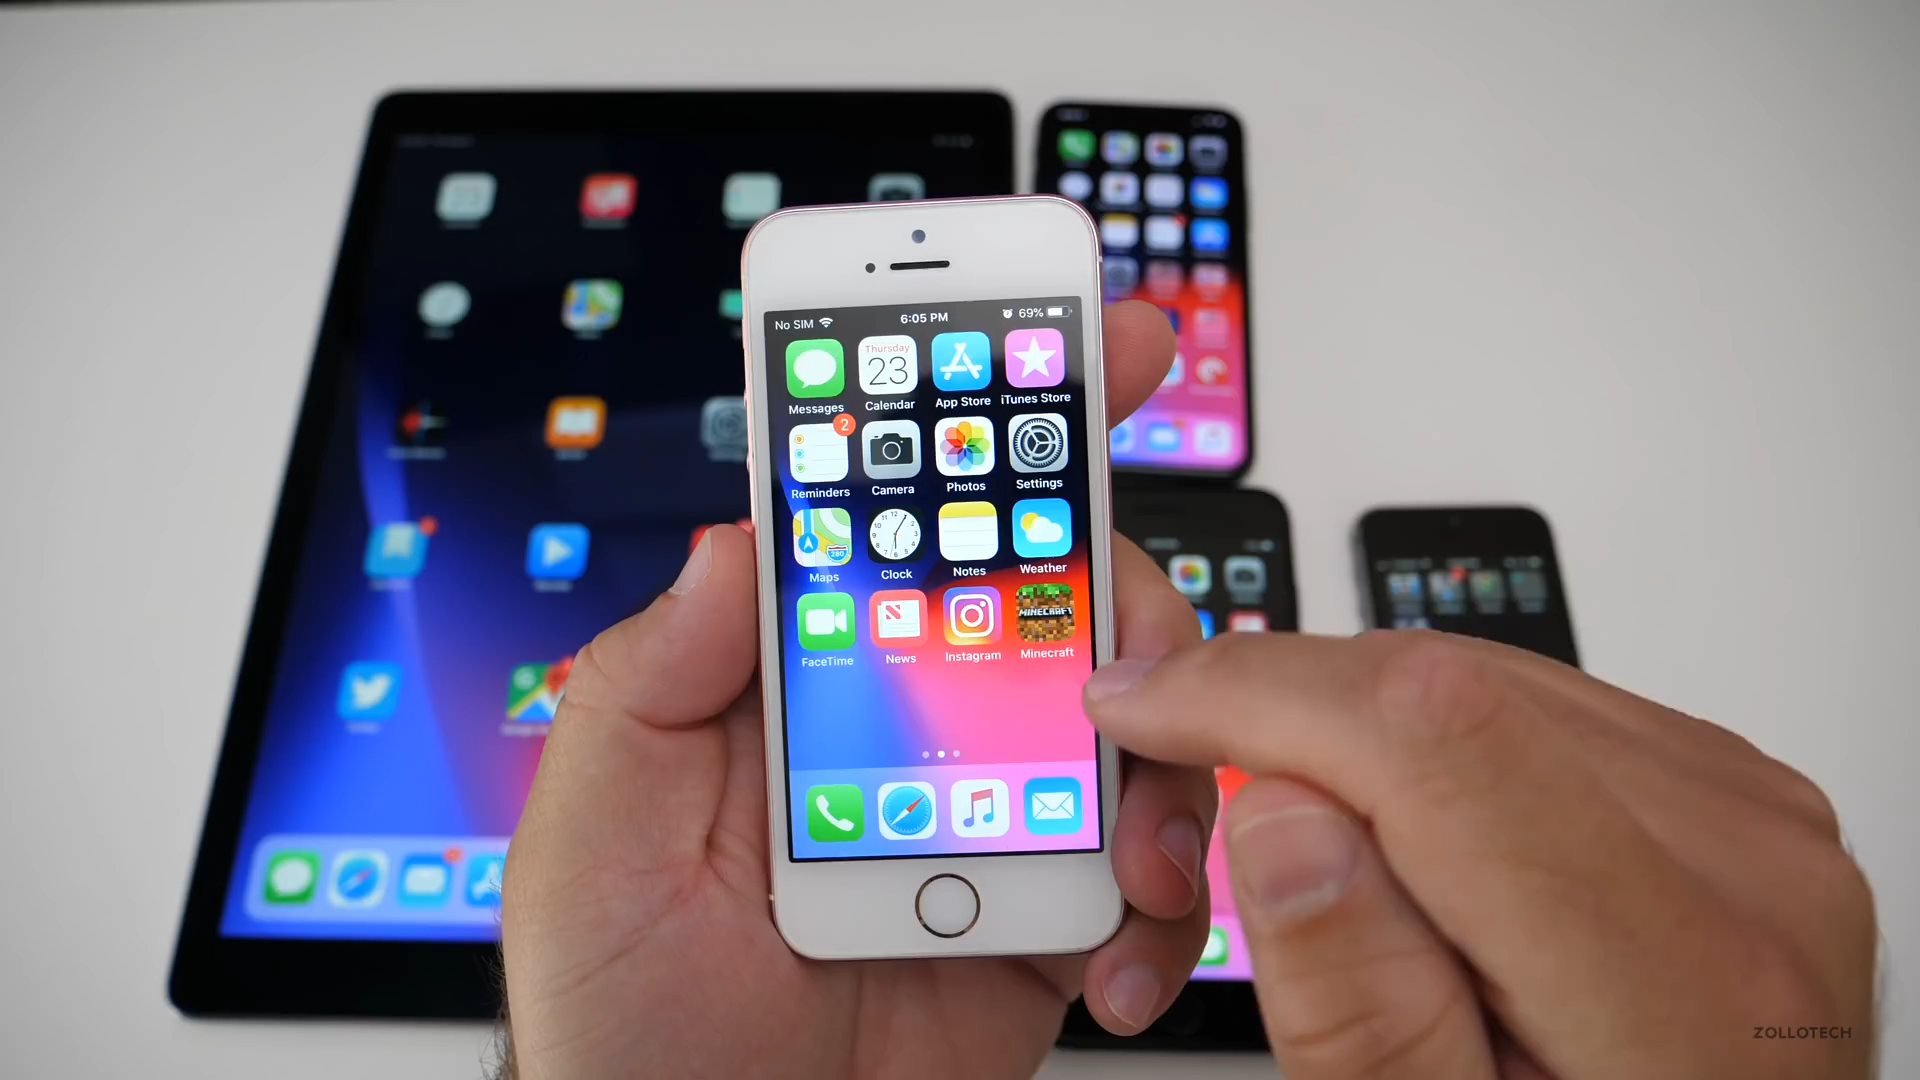 No SIM 6:05 PM 69%
Thursday
23
Messages Calendar App Store iTunes Store
2
Reminders Camera Photos Settings
280
Maps Clock Notes Weather
MINECRAFT
FaceTime News Instagram Minecraft
ZOLLOTECH